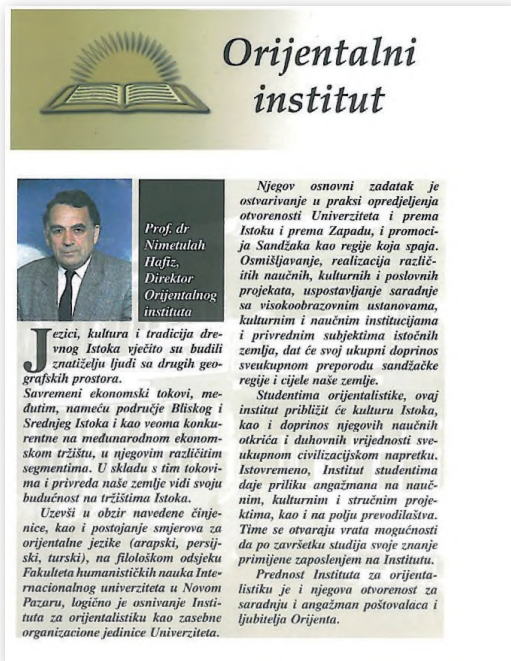 Orijentalni
institut
Prof. dr
Nimetulah
Hafiz,
Direktor
Orijentalnog
instituta
Jezici, kultura i tradicija dre-
vnog Istoka vječito su budili
znatiželju ljudi sa drugih geo-
grafskih prostora.
Savremeni ekonomski tokovi, me-
đutim, nameću područje Bliskog i
Srednjeg Istoka i kao veoma konku-
rentne na međunarodnom ekonom-
skom tržištu, u njegovim različitim
segmentima. U skladu s tim tokovi-
ma i privreda naše zemlje vidi svoju
budućnost na tržištima Istoka.
Uzevši u obzir navedene činje-
nice, kao i postojanje smjerova za
orijentalne jezike (arapski, persij-
ski, turski), na filološkom odsjeku
Fakulteta humanističkih nauka Inte-
rnacionalnog univerziteta u Novom
Pazaru, logično je osnivanje Insti-
tuta za orijentalistiku kao zasebne
organizacione jedinice Univerziteta.
Njegov osnovni zadatak je
ostvarivanje u praksi opredjeljenja
otvorenosti Univerziteta i prema
Istoku i prema Zapadu, i promoci-
ja Sandžaka kao regije koja spaja.
Osmišljavanje, realizacija različ-
itih naučnih, kulturnih i poslovnih
projekata, uspostavljanje saradnje
sa visokoobrazovnim ustanovama,
kulturnim i naučnim institucijama
i privrednim subjektima istočnih
zemlja, dat će svoj ukupni doprinos
sveukupnom preporodu sandžačke
regije i cijele naše zemlje.
Studentima orijentalistike, ovaj
institut približit će kulturu Istoka,
kao i doprinos njegovih naučnih
otkrića i duhovnih vrijednosti sve-
ukupnom civilizacijskom napretku.
Istovremeno, Institut studentima
daje priliku angažmana na nauč-
nim, kulturnim i stručnim proje-
ktima, kao i na polju prevodilaštva.
Time se otvaraju vrata mogućnosti
da po završetku studija svoje znanje
primijene zaposlenjem na Institutu.
Prednost Instituta za orijenta-
listiku je i njegova otvorenost za
saradnju i angažman poštovalaca i
ljubitelja Orijenta.